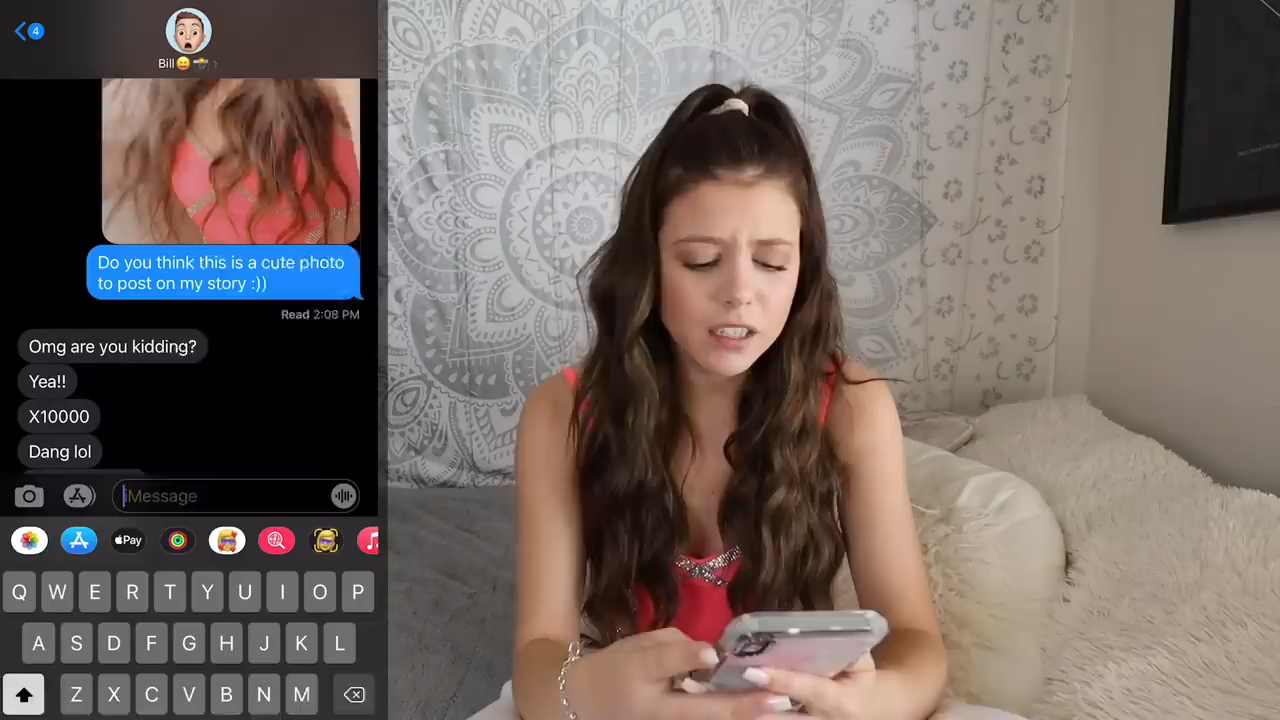 4
Bill
Do you think this is a cute photo
to post on my story :))
Read 2:08 PM
Omg are you kidding?
Yea!!
X10000
Dang lol
iMessage
Pay
Q W E R T Y U I O P
A S D F G H J K L
Z X C V B N M